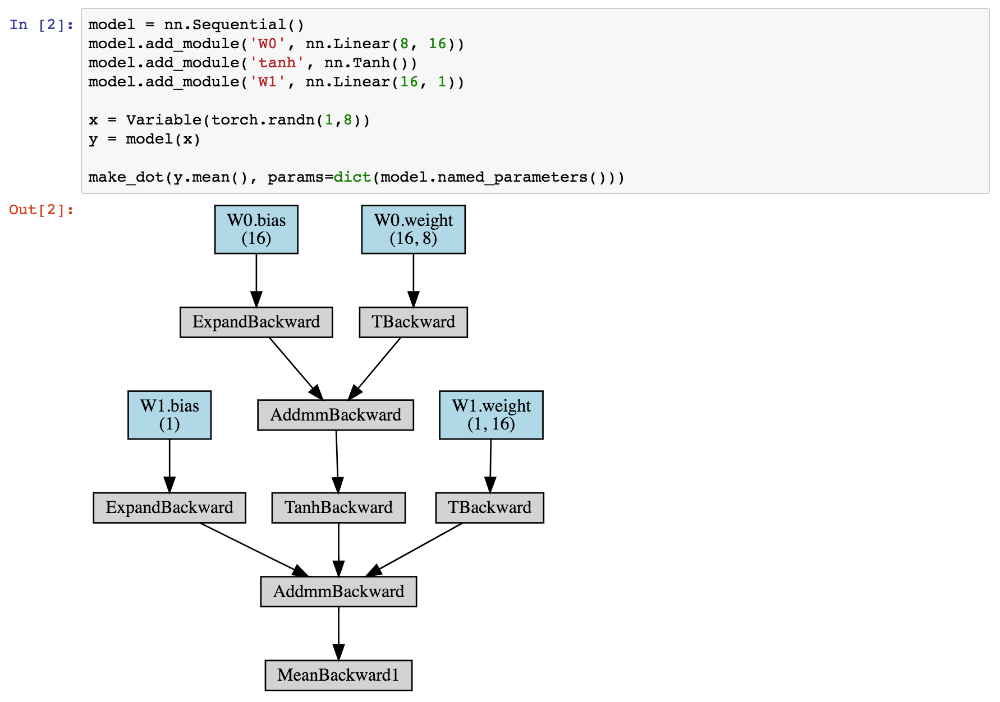 In [2]:
model = nn.Sequential()
model.add_module('W0', nn.Linear(8, 16))
model.add_module('tanh', nn.Tanh())
model.add_module('W1', nn.Linear(16, 1))
x = Variable(torch.randn(1,8))
y = model(x)
make_dot(y.mean(), params=dict(model.named_parameters()))
Out[2]:
W0.bias
(16)
W0.weight
(16, 8)
ExpandBackward
TBackward
W1.bias
(1)
AddmmBackward
W1.weight
(1, 16)
ExpandBackward
TanhBackward
TBackward
AddmmBackward
MeanBackward1